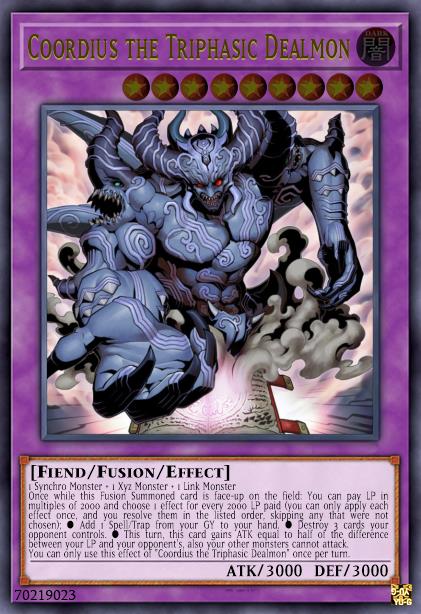 COORDIUS THE TRIPHASIC DEALMON
DARK
闇
[FIEND/FUSION/EFFECT]
1 Synchro Monster + 1 Xyz Monster + 1 Link Monster
Once while this Fusion Summoned card is face-up on the field: You can pay LP in
multiples of 2000 and choose 1 effect for every 2000 LP paid (you can only apply each
effect once, and you resolve them in the listed order, skipping any that were not
chosen); ● Add 1 Spell/Trap from your GY to your hand. ● Destroy 3 cards your
opponent controls. ● This turn, this card gains ATK equal to half of the difference
between your LP and your opponent's, also your other monsters cannot attack.
You can only use this effect of "Coordius the Triphasic Dealmon" once per turn.
ATK/3000 DEF/3000
70219023